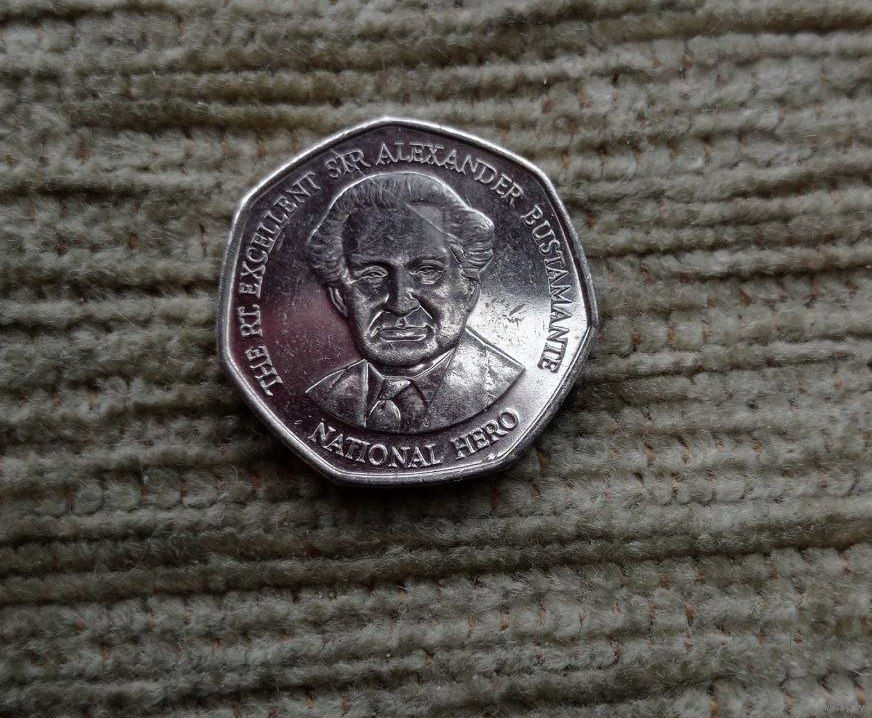 THE RT. EXCELLENT SIR ALEXANDER BUSTAMANTE
NATIONAL HERO